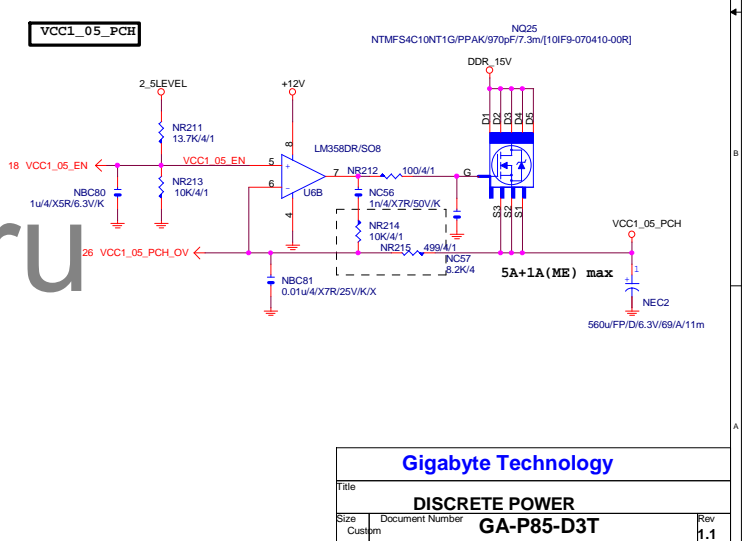 VCC1_05_PCH
NQ25
NTMFS4C10NT1G/PPAK/970pF/7.3m/[10IF9-070410-00R]
DDR_15V
2_5LEVEL
+12V
D1
D2
D3
D4
D5
NR211
13.7K/4/1
8
LM358DR/SO8
18 VCC1_05_EN
VCC1_05_EN
5
+
7
NR212
100/4/1
G
6
-
U6B
NBC80
1u/4/X5R/6.3V/K
NR213
10K/4/1
4
NC56
1n/4/X7R/50V/K
S3
S2
S1
NR214
10K/4/1
VCC1_05_PCH
ru
26 VCC1_05_PCH_OV
NR215
499/4/1
NC57
8.2K/4
5A+1A(ME) max
1
+
NBC81
0.01u/4/X7R/25V/K/X
NEC2
560u/FP/D/6.3V/69/A/11m
B
A
Gigabyte Technology
Title
DISCRETE POWER
Size
Custom
Document Number
GA-P85-D3T
Rev
1.1